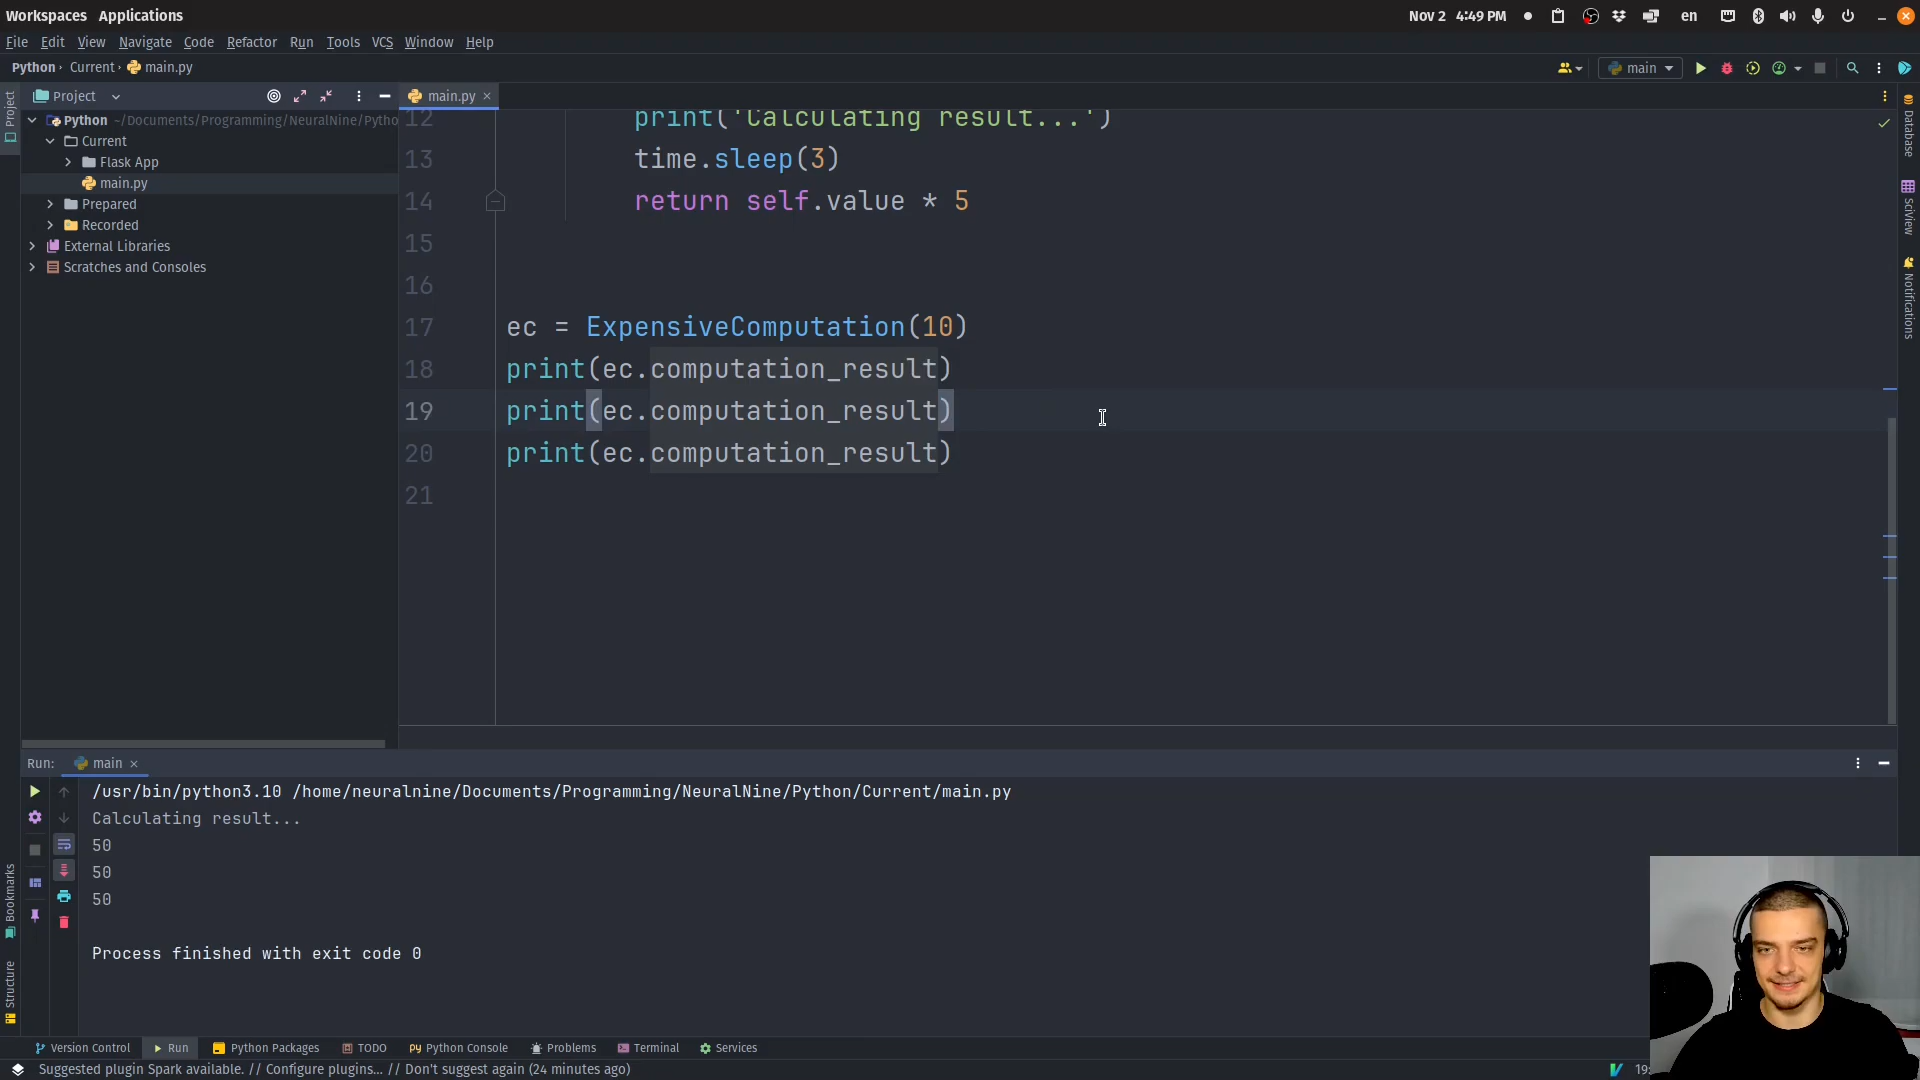 Workspaces Applications
Nov 2 4:49 PM
en
File Edit View Navigate Code Refactor Run Tools VCS Window Help
Python Current main.py
main
Project
main.py
Python ~/Documents/Programming/NeuralNine/Pytho
Current
Flask App
main.py
Prepared
Recorded
External Libraries
Scratches and Consoles
Project
Bookmarks
Structure
12 print('Calculating result...')
13 time.sleep(3)
14 return self.value * 5
15
16
17 ec = ExpensiveComputation(10)
18 print(ec.computation_result)
19 print(ec.computation_result)
20 print(ec.computation_result)
21
Database
SciView
Notifications
Run: main
/usr/bin/python3.10 /home/neuralnine/Documents/Programming/NeuralNine/Python/Current/main.py
Calculating result...
50
50
50
Process finished with exit code 0
Version Control Run Python Packages TODO Python Console Problems Terminal Services
Suggested plugin Spark available. // Configure plugins... // Don't suggest again (24 minutes ago)
19: